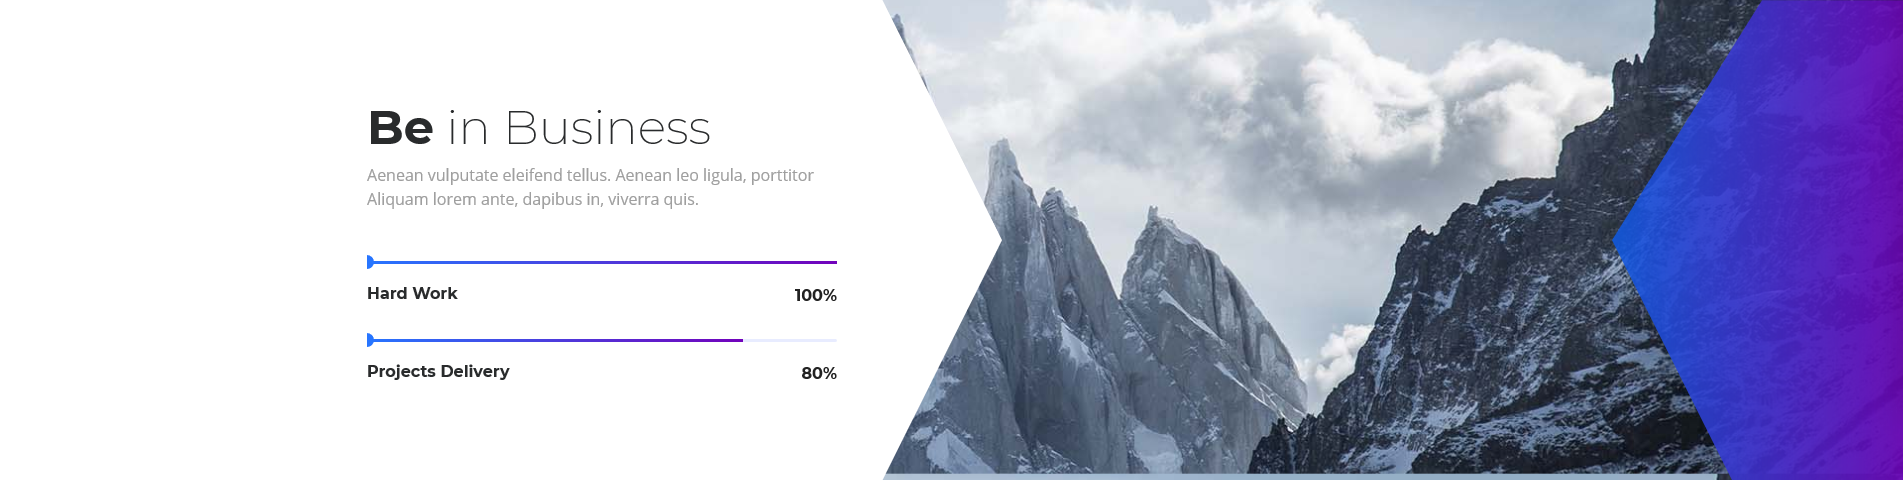 Be in Business
Aenean vulputate eleifend tellus. Aenean leo ligula, porttitor
Aliquam lorem ante, dapibus in, viverra quis.
Hard Work 100%
Projects Delivery 80%